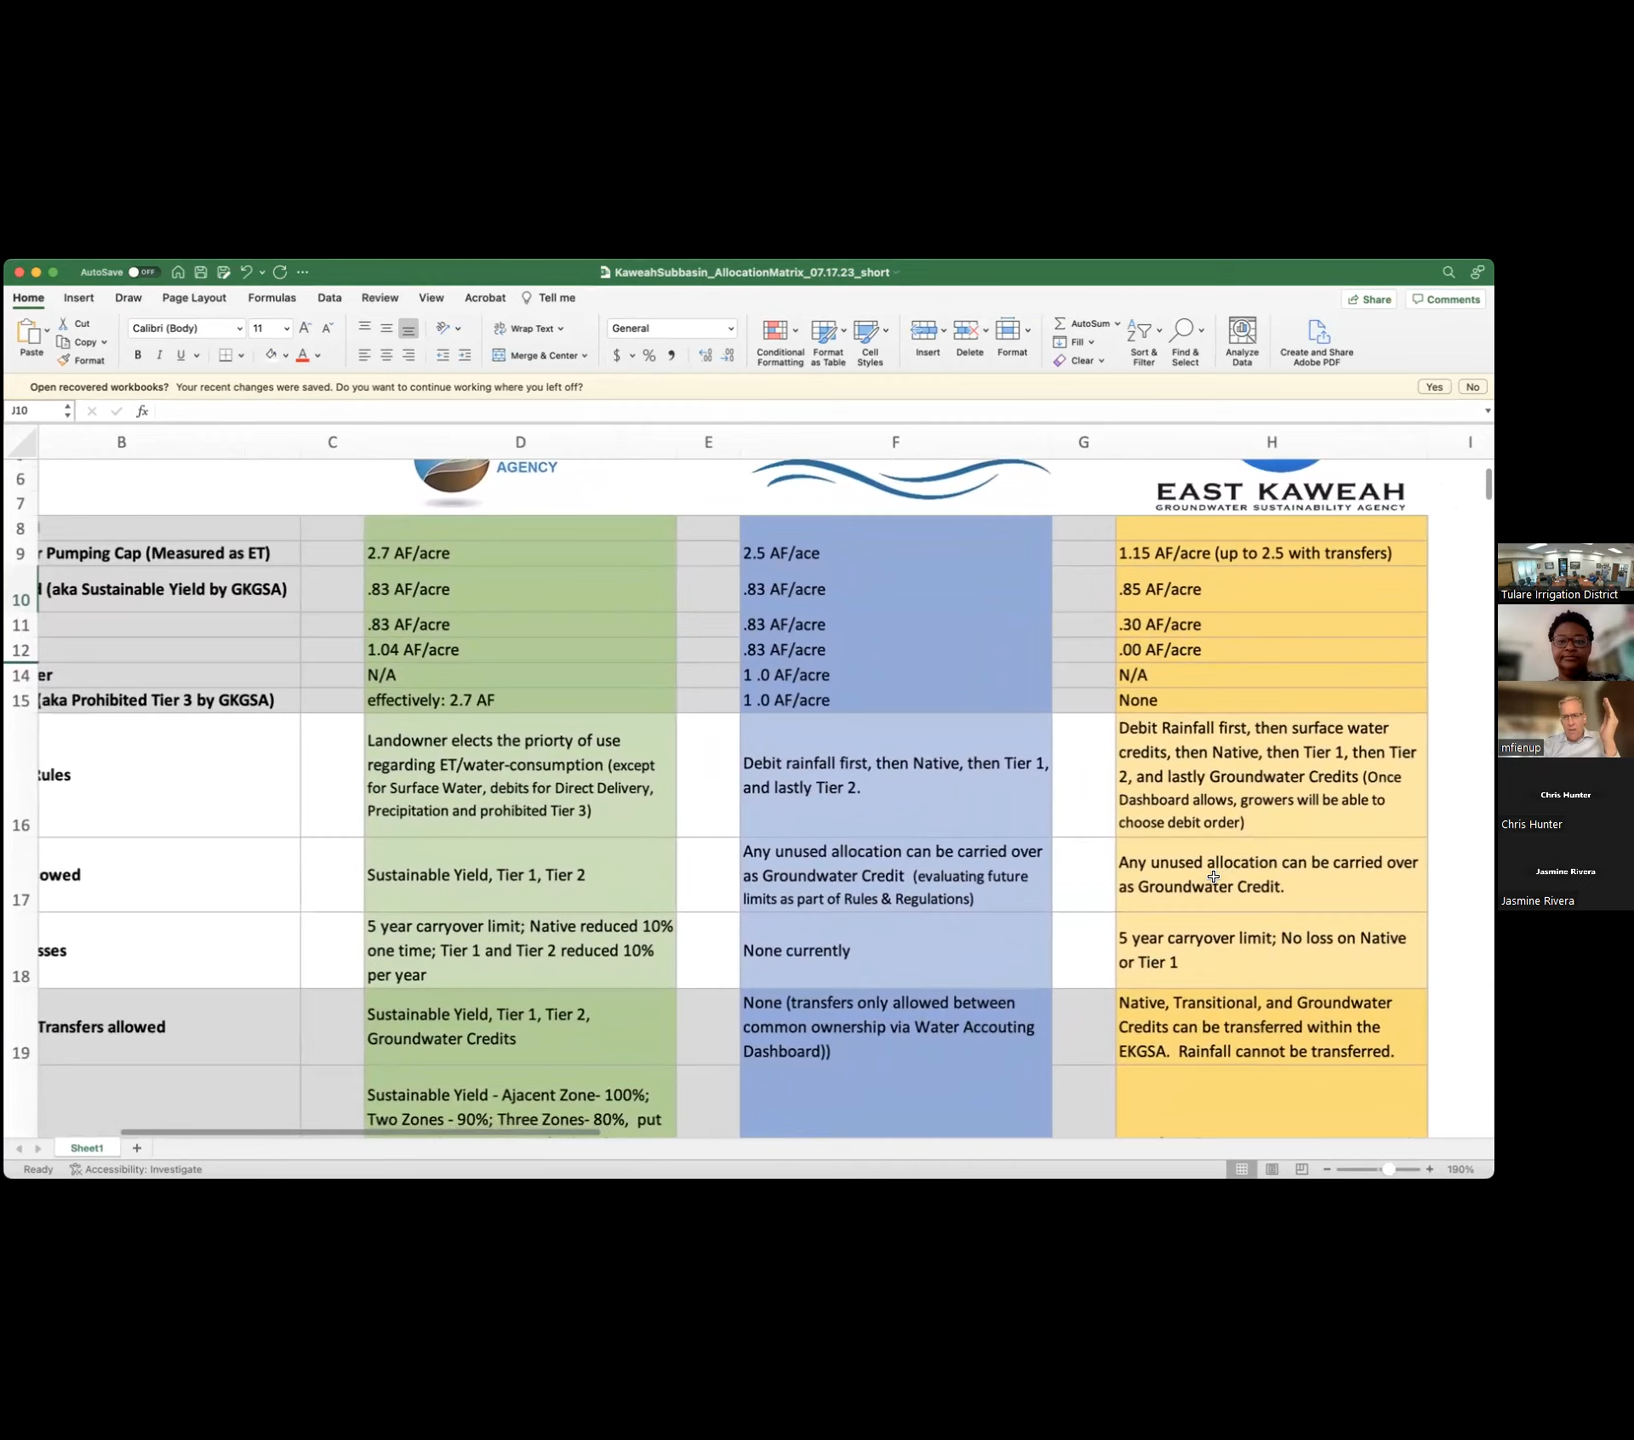 AutoSave OFF
KaweahSubbasin_AllocationMatrix_07.17.23_short
Home Insert Draw Page Layout Formulas Data Review View Acrobat Tell me
Share Comments
Paste
Cut
Copy
Format
Calibri (Body) 11
Wrap Text
Merge & Center
General
Conditional Formatting
Format as Table
Cell Styles
Insert Delete Format
AutoSum
Fill
Clear
Sort & Filter
Find & Select
Analyze Data
Create and Share Adobe PDF
Open recovered workbooks? Your recent changes were saved. Do you want to continue working where you left off?
Yes No
J10 fx
B C D E F G H I
6 AGENCY
EAST KAWEAH
GROUNDWATER SUSTAINABILITY AGENCY
7
8
9 r Pumping Cap (Measured as ET) 2.7 AF/acre 2.5 AF/ace 1.15 AF/acre (up to 2.5 with transfers)
10 (aka Sustainable Yield by GKGSA) .83 AF/acre .83 AF/acre .85 AF/acre
11 .83 AF/acre .83 AF/acre .30 AF/acre
12 1.04 AF/acre .83 AF/acre .00 AF/acre
14 er N/A 1 .0 AF/acre N/A
15 (aka Prohibited Tier 3 by GKGSA) effectively: 2.7 AF 1 .0 AF/acre None
16 ules
Landowner elects the priorty of use
regarding ET/water-consumption (except
for Surface Water, debits for Direct Delivery,
Precipitation and prohibited Tier 3)
Debit rainfall first, then Native, then Tier 1,
and lastly Tier 2.
Debit Rainfall first, then surface water
credits, then Native, then Tier 1, then Tier
2, and lastly Groundwater Credits (Once
Dashboard allows, growers will be able to
choose debit order)
17 owed
Sustainable Yield, Tier 1, Tier 2
Any unused allocation can be carried over
as Groundwater Credit (evaluating future
limits as part of Rules & Regulations)
Any unused allocation can be carried over
as Groundwater Credit.
18 sses
5 year carryover limit; Native reduced 10%
one time; Tier 1 and Tier 2 reduced 10%
per year
None currently
5 year carryover limit; No loss on Native
or Tier 1
19 Transfers allowed
Sustainable Yield, Tier 1, Tier 2,
Groundwater Credits
None (transfers only allowed between
common ownership via Water Accouting
Dashboard))
Native, Transitional, and Groundwater
Credits can be transferred within the
EKGSA. Rainfall cannot be transferred.
Sustainable Yield - Ajacent Zone- 100%;
Two Zones - 90%; Three Zones- 80%, put
Sheet1 +
Ready Accessibility: Investigate
190%
Tulare Irrigation District
mfienup
Chris Hunter
Chris Hunter
Jasmine Rivera
Jasmine Rivera